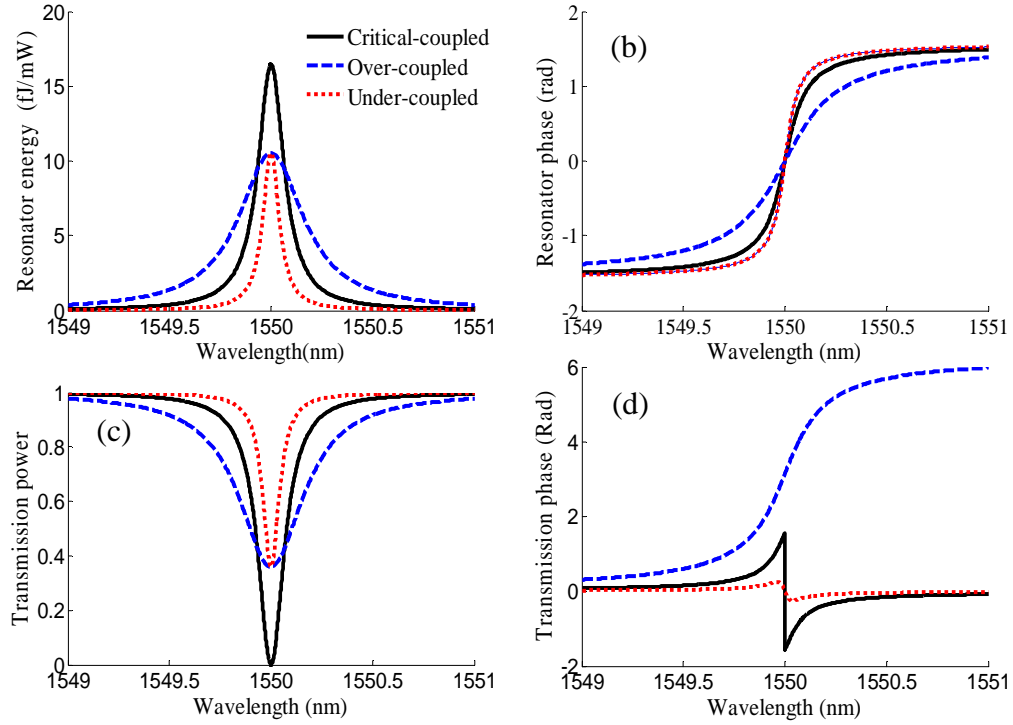 20
15
10
5
0
Resonator energy (fJ/mW)
Critical-coupled
Over-coupled
Under-coupled
1549 1549.5 1550 1550.5 1551
Wavelength(nm)
2
1
0
-1
-2
Resonator phase (rad)
(b)
1549 1549.5 1550 1550.5 1551
Wavelength (nm)
1
0.8
0.6
0.4
0.2
0
Transmission power
(c)
1549 1549.5 1550 1550.5 1551
Wavelength (nm)
6
4
2
0
-2
Transmission phase (Rad)
(d)
1549.5 1550 1550.5 1551
Wavelength (nm)